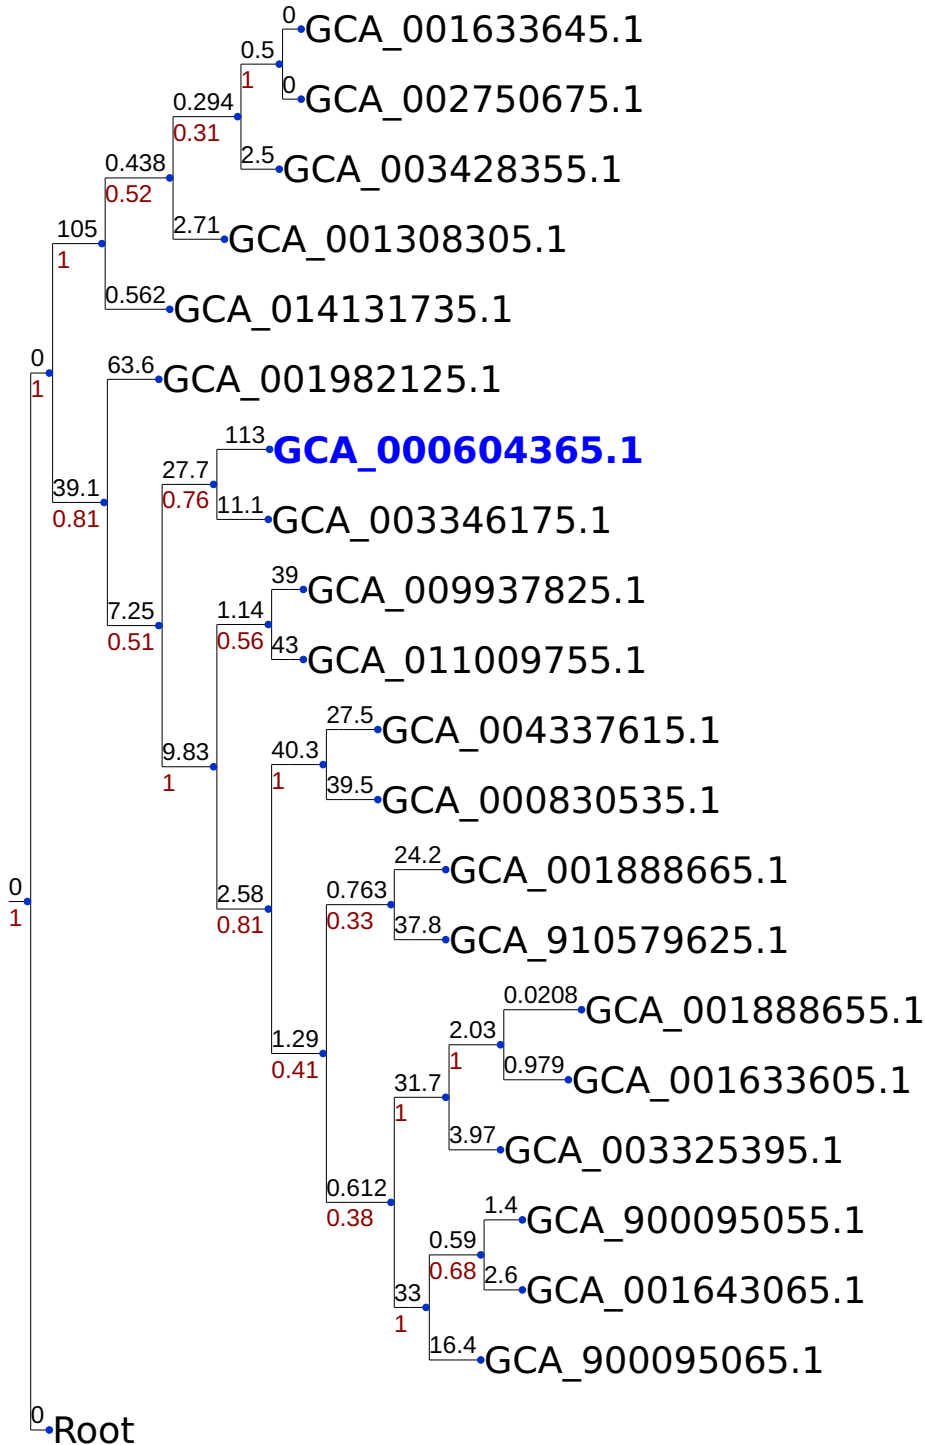 0
GCA_001633645.1
0.5
1
0
GCA_002750675.1
0.294
0.31
2.5
GCA_003428355.1
0.438
0.52
2.71
GCA_001308305.1
105
1
0.562
GCA_014131735.1
0
1
63.6
GCA_001982125.1
113
GCA_000604365.1
27.7
0.76
39.1
0.81
11.1
GCA_003346175.1
39
GCA_009937825.1
7.25
0.51
1.14
0.56
43
GCA_011009755.1
27.5
GCA_004337615.1
9.83
1
40.3
1
39.5
GCA_000830535.1
24.2
GCA_001888665.1
0
1
2.58
0.81
0.763
0.33
37.8
GCA_910579625.1
0.0208
GCA_001888655.1
1.29
0.41
2.03
1
0.979
GCA_001633605.1
31.7
1
3.97
GCA_003325395.1
0.612
0.38
1.4
GCA_900095055.1
0.59
0.68
2.6
GCA_001643065.1
33
1
16.4
GCA_900095065.1
0
Root